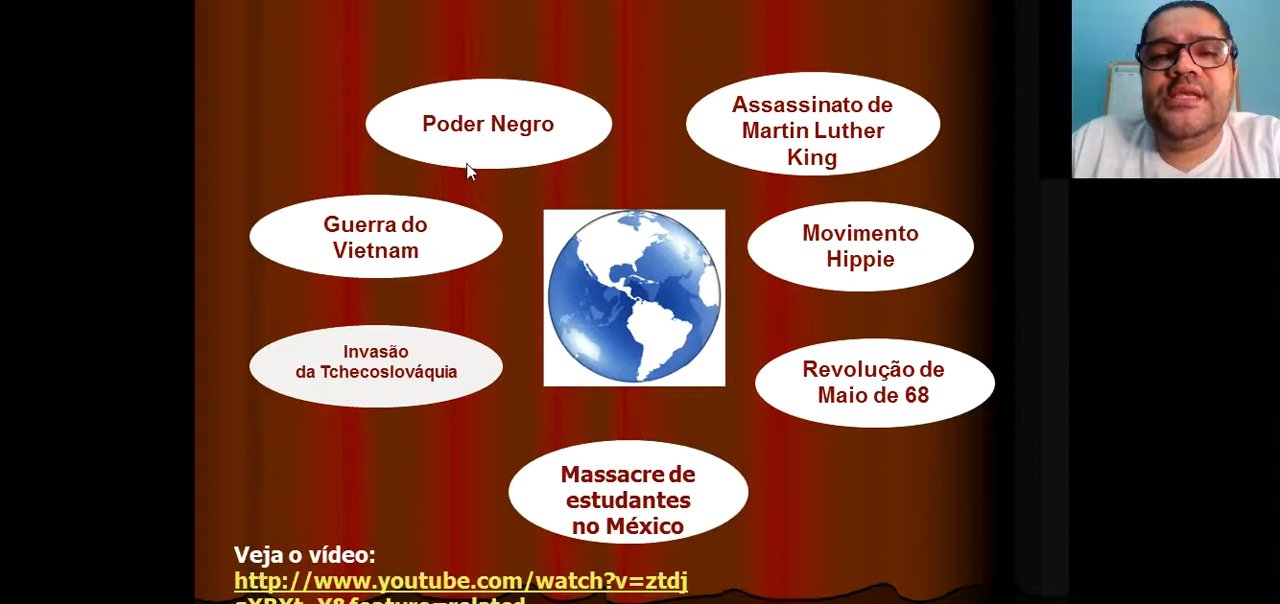 Poder Negro
Assassinato de
Martin Luther
King
Guerra do
Vietnam
Movimento
Hippie
Invasão
da Tchecoslováquia
Revolução de
Maio de 68
Massacre de
estudantes
no México
Veja o vídeo:
http://www.youtube.com/watch?v=ztdj